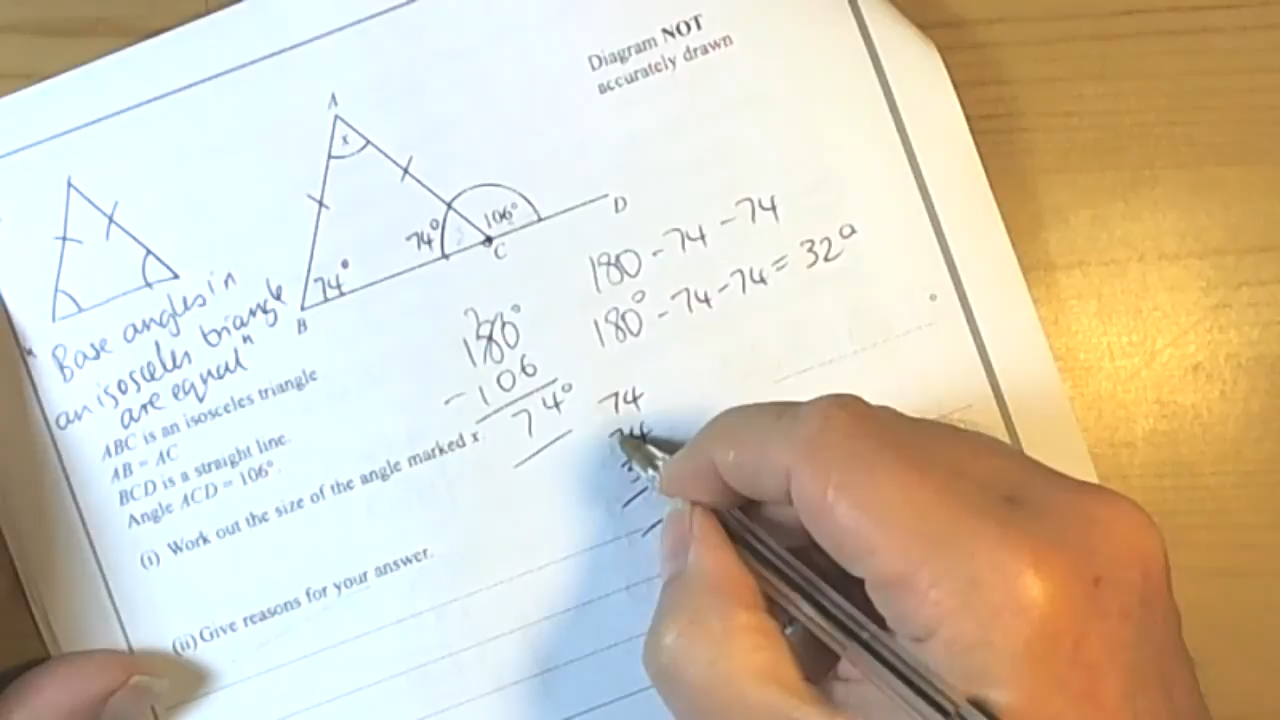 Diagram NOT
accurately drawn
A
x
106°
D
74°
C
74°
B
"Base angles in
an isosceles triangle
are equal"
180 - 74 - 74
180° - 74 - 74 = 32°
180°
- 106
74°
74
74
3
ABC is an isosceles triangle
AB = AC
BCD is a straight line.
Angle ACD = 106°.
(i) Work out the size of the angle marked x.
°
(ii) Give reasons for your answer.